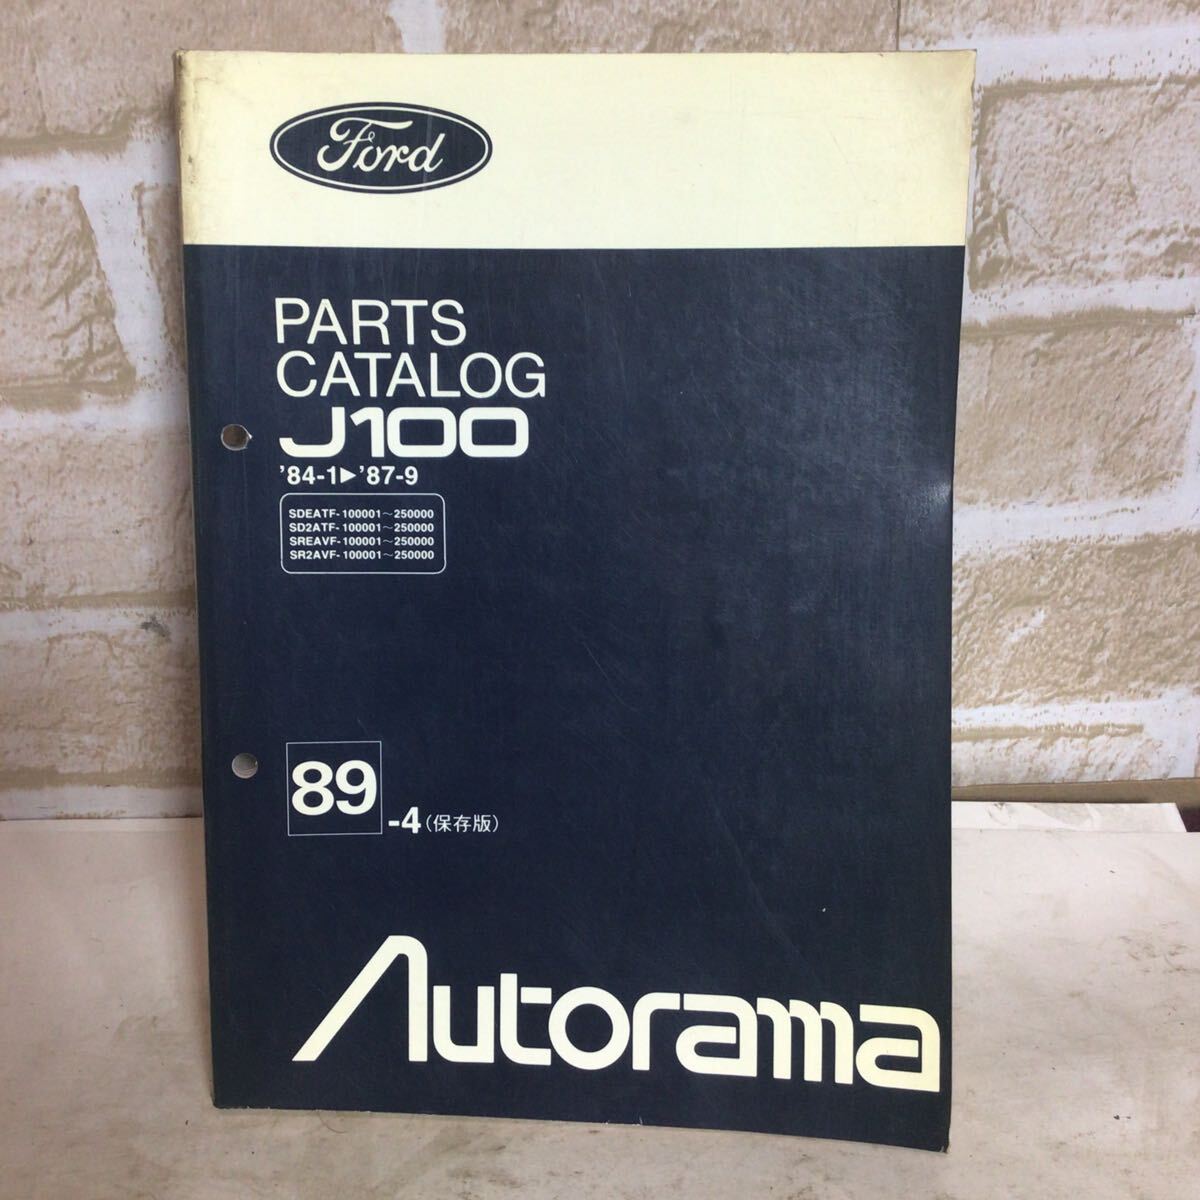 Ford
PARTS
CATALOG
J100
'84-1▶'87-9
SDEATF-100001~250000
SD2ATF-100001~250000
SREAVF-100001~250000
SR2AVF-100001~250000
89-4(保存版)
Autorama